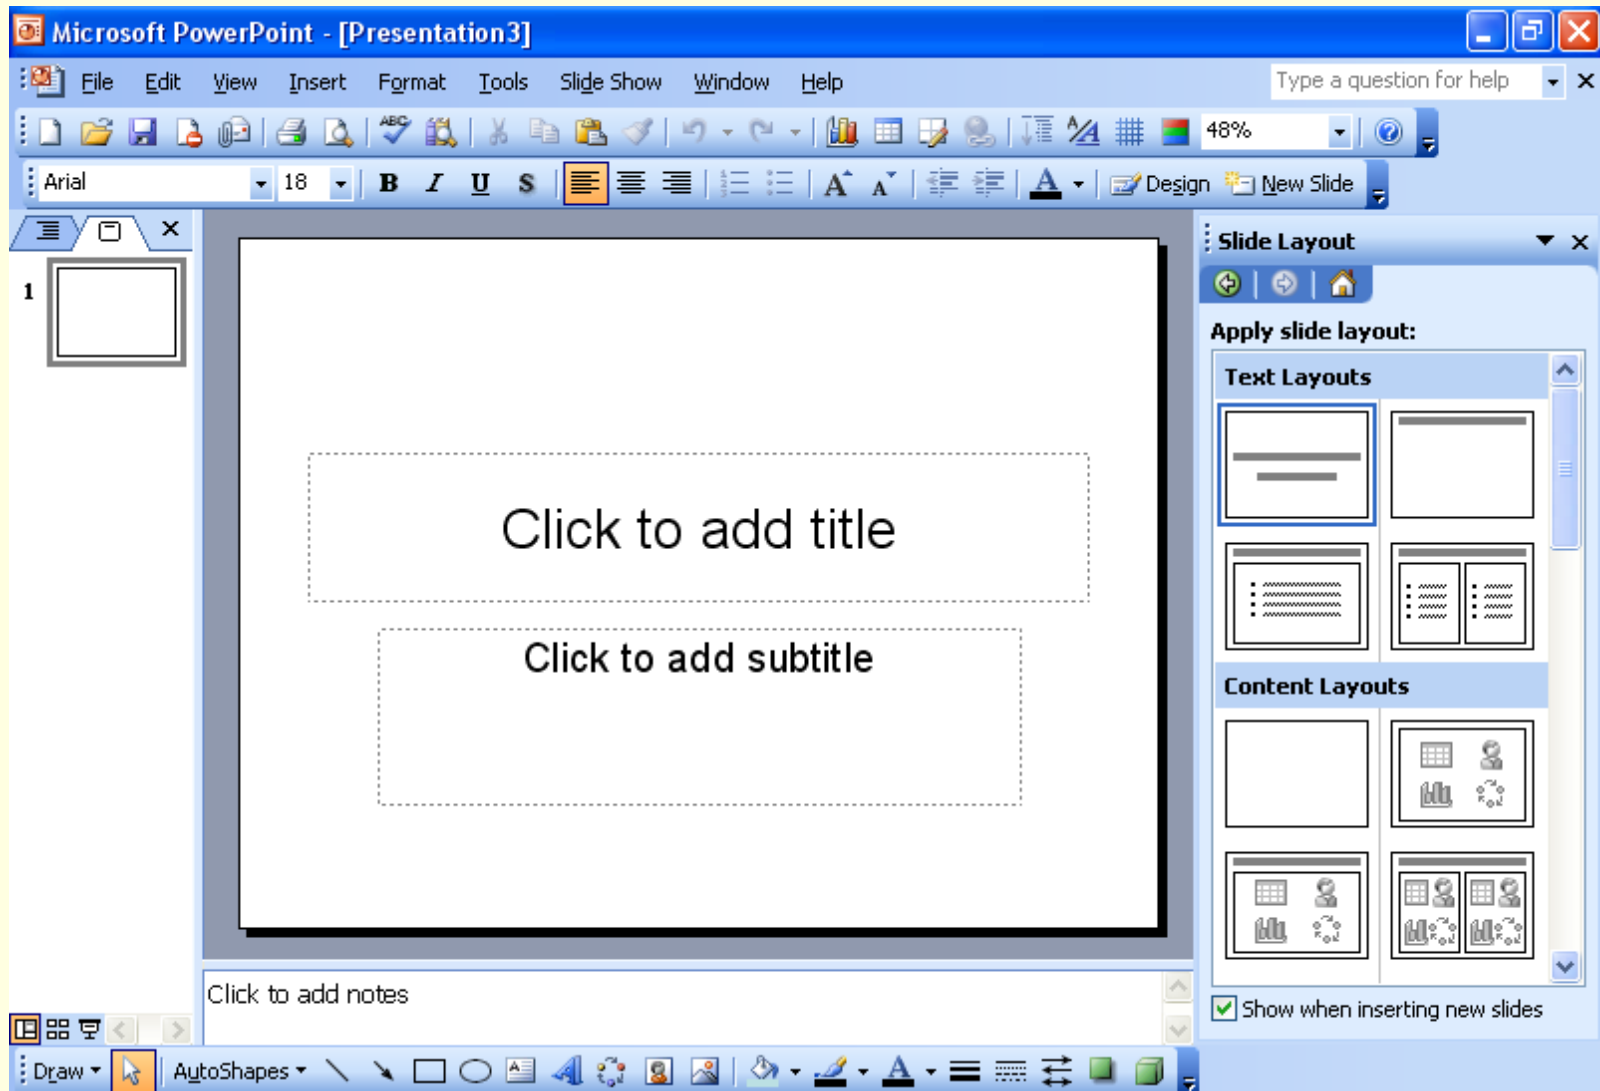 Microsoft PowerPoint - [Presentation3]
File Edit View Insert Format Tools Slide Show Window Help Type a question for help
ABC 48%
Arial 18 B I U S A A A Design New Slide
Slide Layout
1
Apply slide layout:
Text Layouts
Click to add title
Click to add subtitle
Content Layouts
Click to add notes
Show when inserting new slides
Draw AutoShapes A A